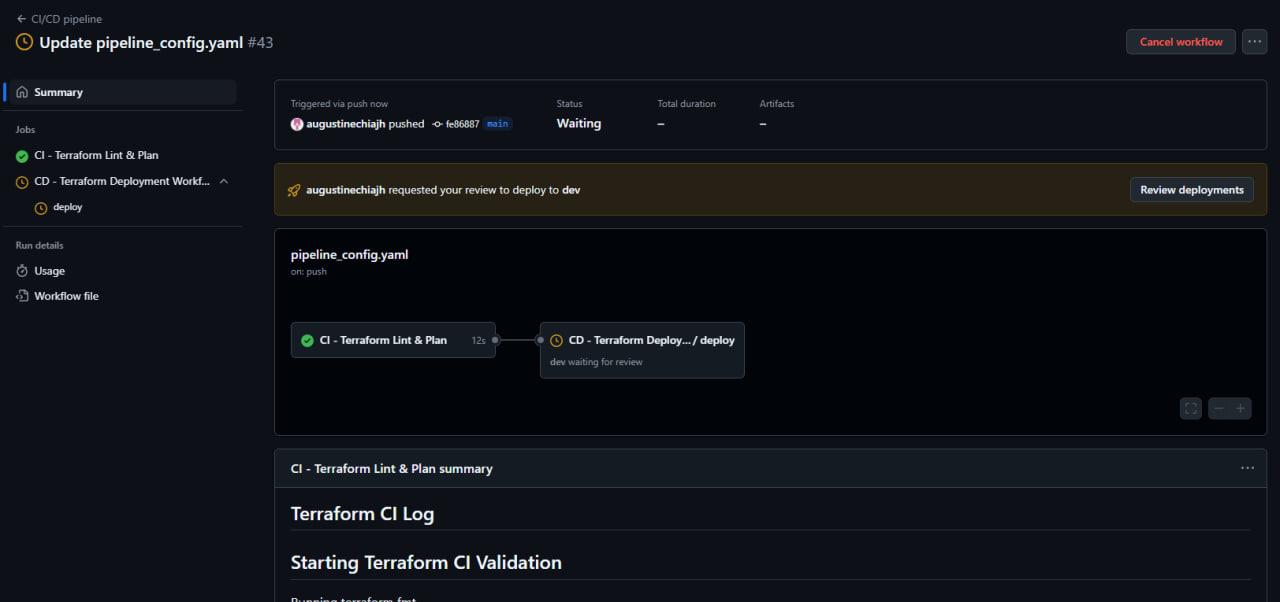 ← CI/CD pipeline
Update pipeline_config.yaml #43
Cancel workflow
Summary
Jobs
CI - Terraform Lint & Plan
CD - Terraform Deployment Workf...
deploy
Run details
Usage
Workflow file
Triggered via push now
augustinechiajh pushed fe86887 main
Status
Waiting
Total duration
–
Artifacts
–
augustinechiajh requested your review to deploy to dev
Review deployments
pipeline_config.yaml
on: push
CI - Terraform Lint & Plan 12s
CD - Terraform Deploy... / deploy
dev waiting for review
CI - Terraform Lint & Plan summary
Terraform CI Log
Starting Terraform CI Validation
Running terraform fmt